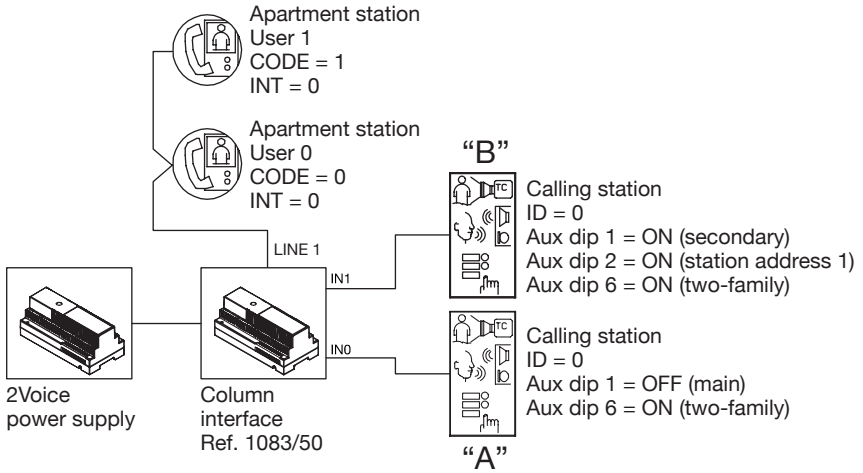 Apartment station
User 1
CODE = 1
INT = 0
Apartment station
User 0
CODE = 0
INT = 0
LINE 1
IN1
IN0
2Voice
power supply
Column
interface
Ref. 1083/50
“B”
TC
Calling station
ID = 0
Aux dip 1 = ON (secondary)
Aux dip 2 = ON (station address 1)
Aux dip 6 = ON (two-family)
TC
Calling station
ID = 0
Aux dip 1 = OFF (main)
Aux dip 6 = ON (two-family)
“A”